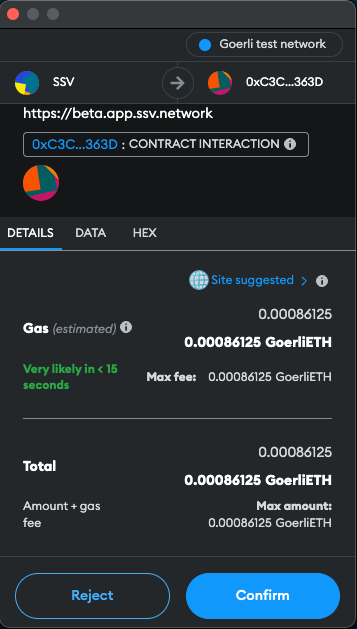 Goerli test network
SSV
0xC3C...363D
https://beta.app.ssv.network
0xC3C...363D : CONTRACT INTERACTION
DETAILS
DATA
HEX
Site suggested >
0.00086125
Gas (estimated)
0.00086125 GoerliETH
Very likely in < 15
seconds
Max fee: 0.00086125 GoerliETH
0.00086125
Total
0.00086125 GoerliETH
Amount + gas
fee
Max amount:
0.00086125 GoerliETH
Reject
Confirm